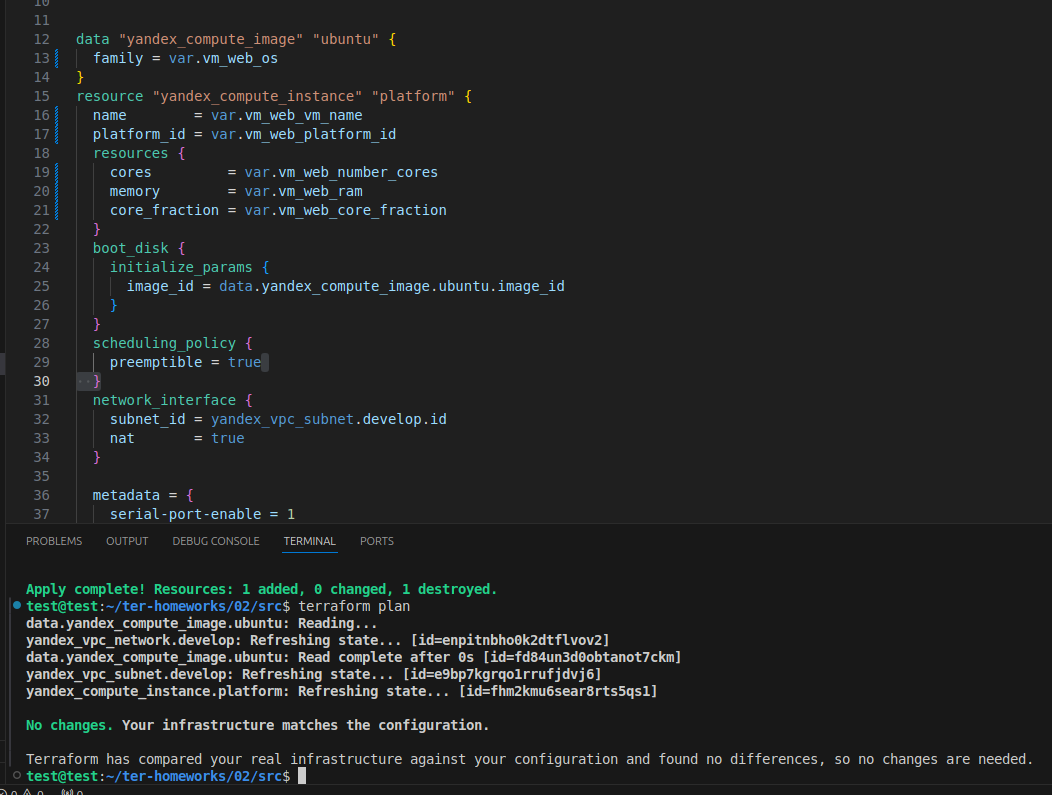 10
11
12 data "yandex_compute_image" "ubuntu" {
13   family = var.vm_web_os
14 }
15 resource "yandex_compute_instance" "platform" {
16   name        = var.vm_web_vm_name
17   platform_id = var.vm_web_platform_id
18   resources {
19     cores         = var.vm_web_number_cores
20     memory        = var.vm_web_ram
21     core_fraction = var.vm_web_core_fraction
22   }
23   boot_disk {
24     initialize_params {
25       image_id = data.yandex_compute_image.ubuntu.image_id
26     }
27   }
28   scheduling_policy {
29     preemptible = true
30   }
31   network_interface {
32     subnet_id = yandex_vpc_subnet.develop.id
33     nat       = true
34   }
35
36   metadata = {
37     serial-port-enable = 1
PROBLEMS OUTPUT DEBUG CONSOLE TERMINAL PORTS
Apply complete! Resources: 1 added, 0 changed, 1 destroyed.
test@test:~/ter-homeworks/02/src$ terraform plan
data.yandex_compute_image.ubuntu: Reading...
yandex_vpc_network.develop: Refreshing state... [id=enpitnbho0k2dtflvov2]
data.yandex_compute_image.ubuntu: Read complete after 0s [id=fd84un3d0obtanot7ckm]
yandex_vpc_subnet.develop: Refreshing state... [id=e9bp7kgrqo1rrufjdvj6]
yandex_compute_instance.platform: Refreshing state... [id=fhm2kmu6sear8rts5qs1]
No changes. Your infrastructure matches the configuration.
Terraform has compared your real infrastructure against your configuration and found no differences, so no changes are needed.
test@test:~/ter-homeworks/02/src$
0 0 0